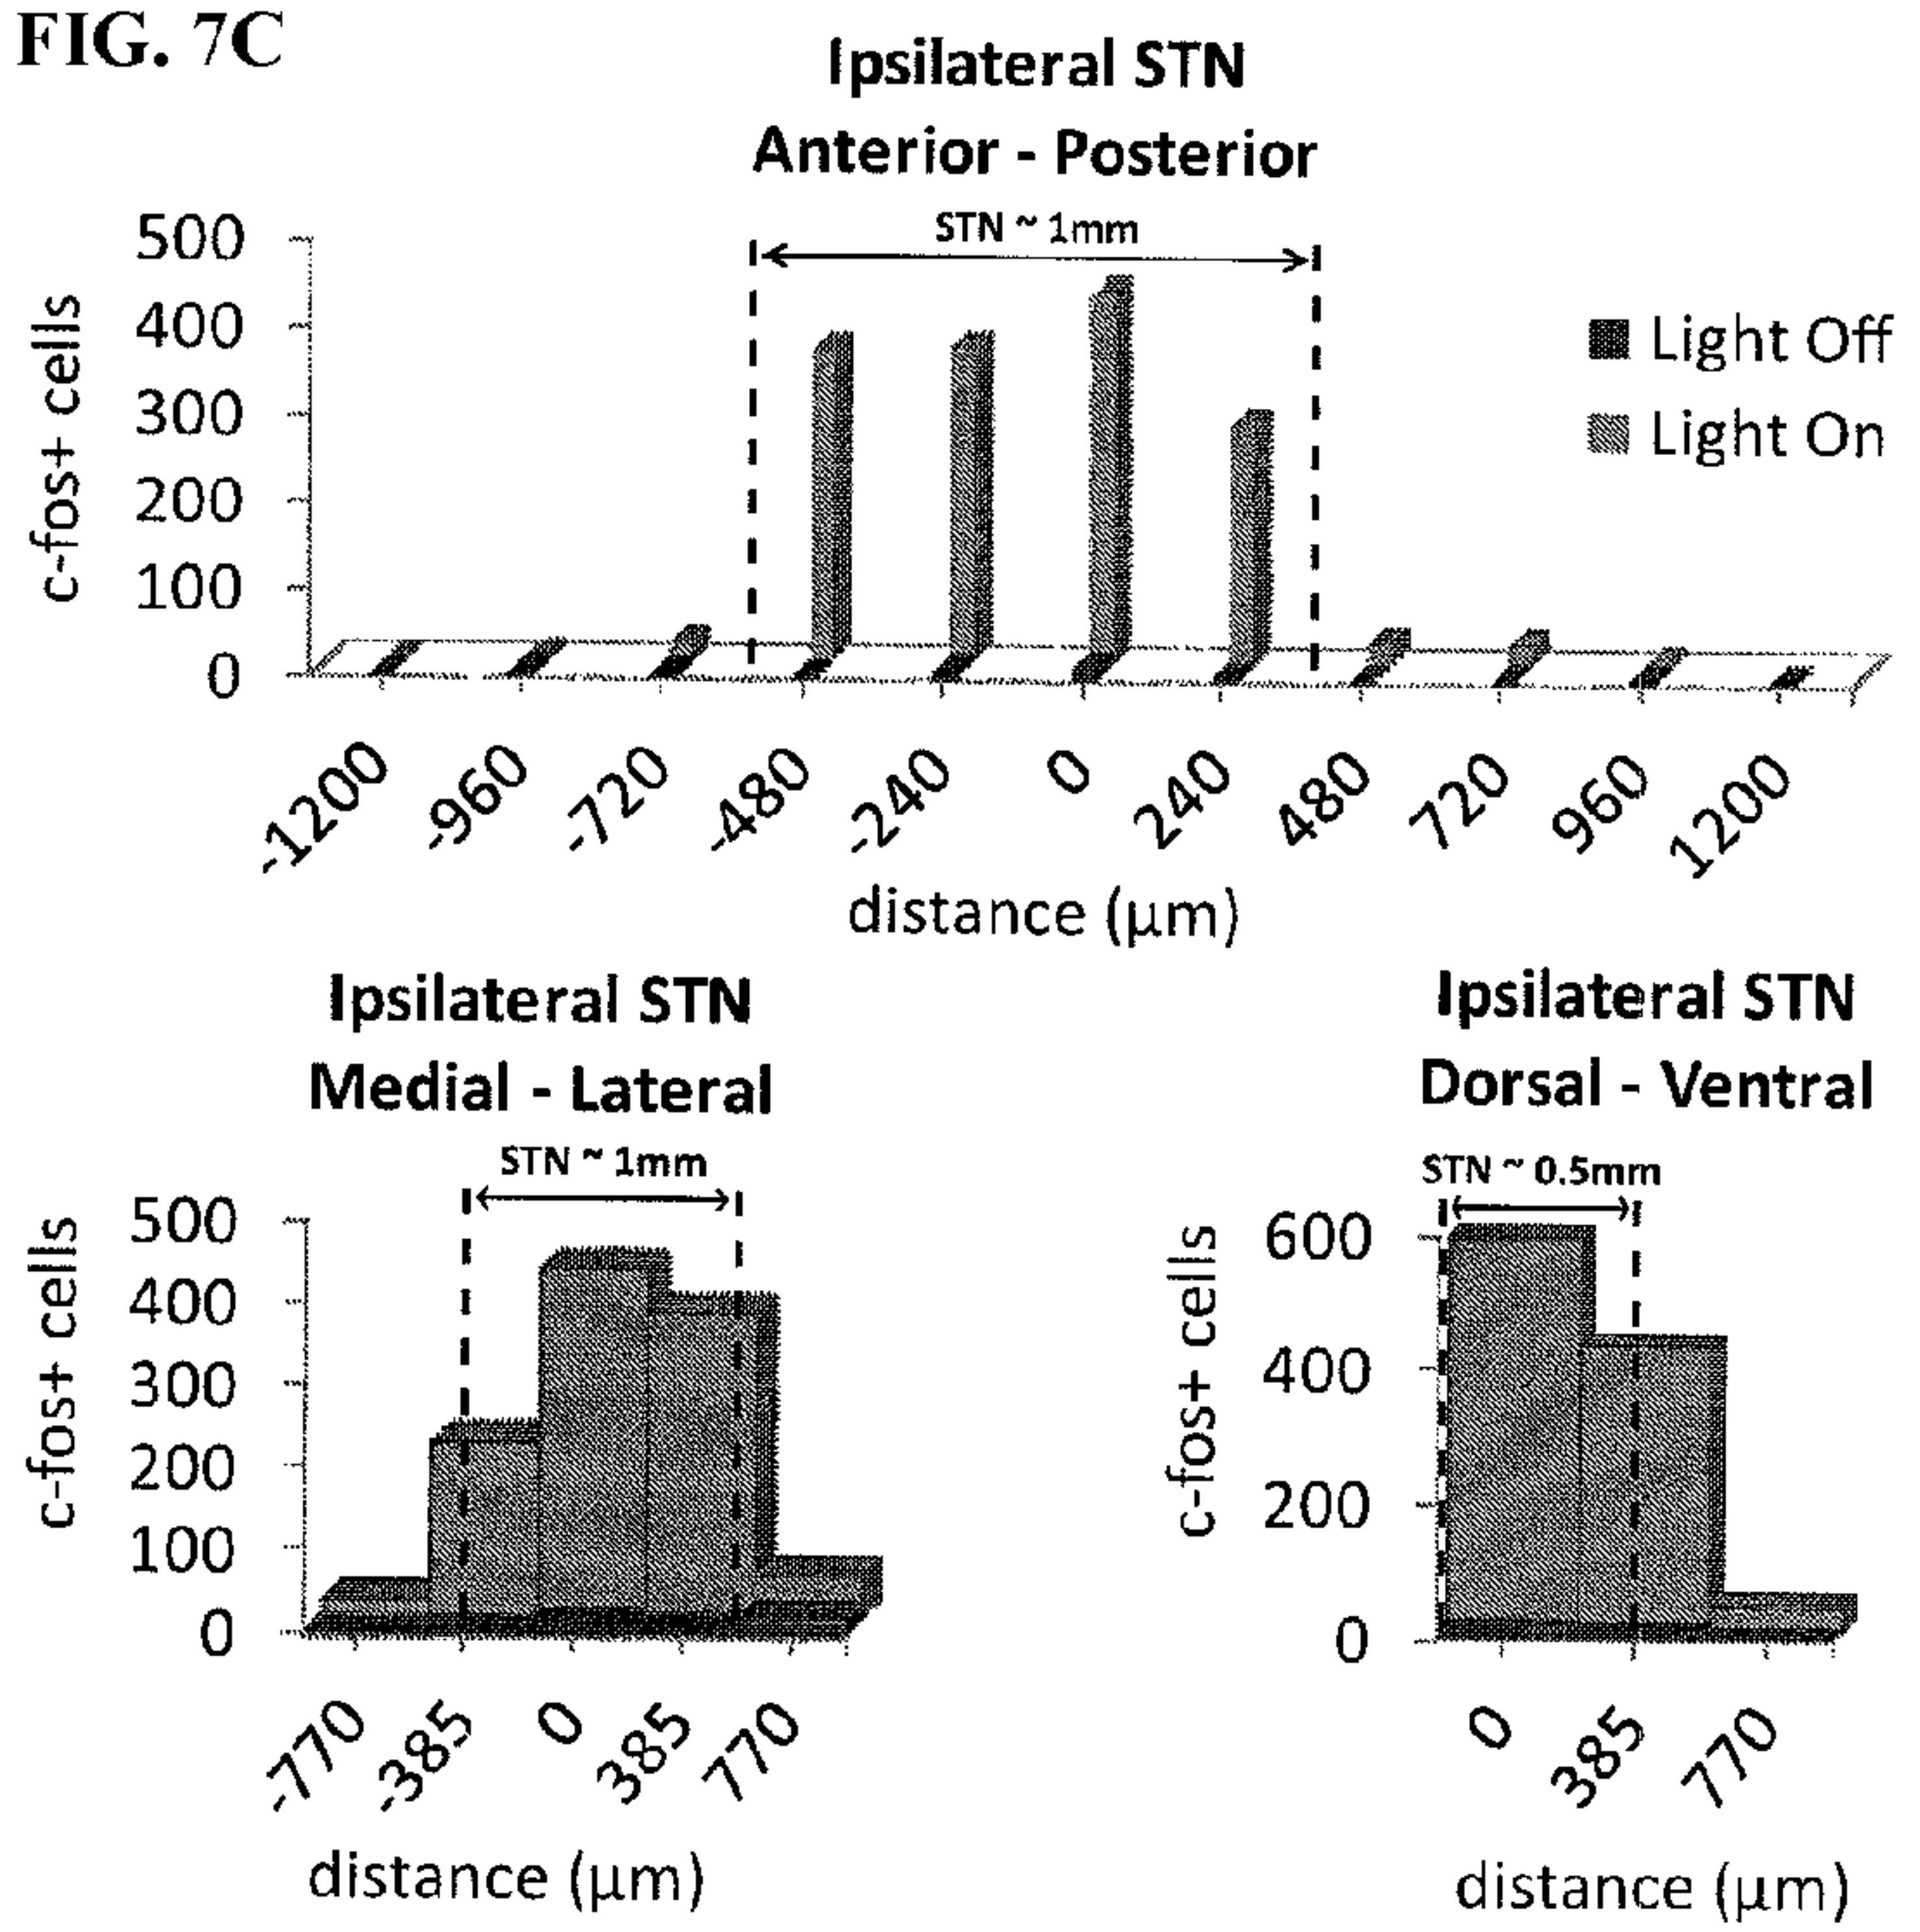 FIG. 7C
Ipsilateral STN
Anterior - Posterior
STN ~ 1mm
500
400
300
200
100
0
c-fos+ cells
Light Off
Light On
-1200
-960
-720
-480
-240
0
240
480
720
960
1200
distance (μm)
Ipsilateral STN
Medial - Lateral
STN ~ 1mm
500
400
300
200
100
0
c-fos+ cells
-770
-385
0
385
770
distance (μm)
Ipsilateral STN
Dorsal - Ventral
STN ~ 0.5mm
600
400
200
0
c-fos+ cells
0
385
770
distance (μm)